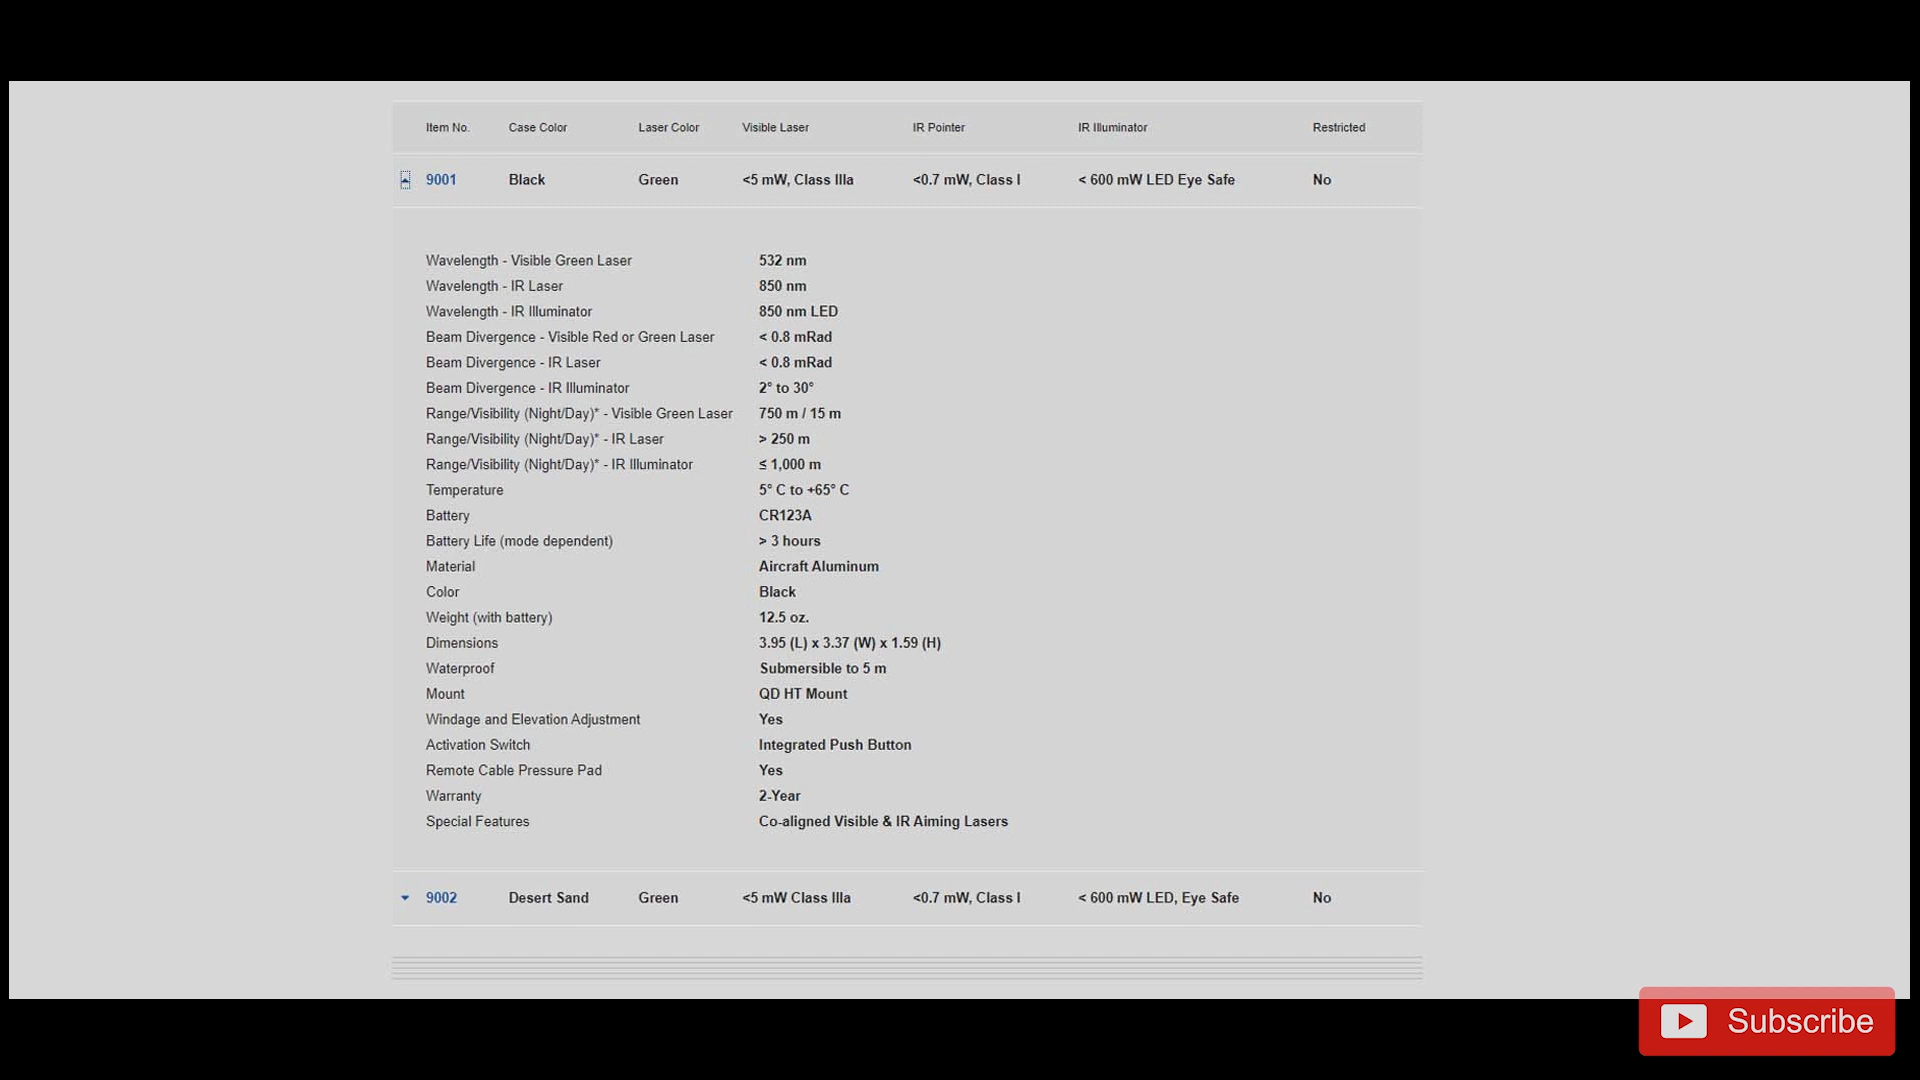 Item No. Case Color Laser Color Visible Laser IR Pointer IR Illuminator Restricted
9001 Black Green <5 mW, Class IIIa <0.7 mW, Class I < 600 mW LED Eye Safe No
Wavelength - Visible Green Laser 532 nm
Wavelength - IR Laser 850 nm
Wavelength - IR Illuminator 850 nm LED
Beam Divergence - Visible Red or Green Laser < 0.8 mRad
Beam Divergence - IR Laser < 0.8 mRad
Beam Divergence - IR Illuminator 2° to 30°
Range/Visibility (Night/Day)* - Visible Green Laser 750 m / 15 m
Range/Visibility (Night/Day)* - IR Laser > 250 m
Range/Visibility (Night/Day)* - IR Illuminator ≤ 1,000 m
Temperature 5° C to +65° C
Battery CR123A
Battery Life (mode dependent) > 3 hours
Material Aircraft Aluminum
Color Black
Weight (with battery) 12.5 oz.
Dimensions 3.95 (L) x 3.37 (W) x 1.59 (H)
Waterproof Submersible to 5 m
Mount QD HT Mount
Windage and Elevation Adjustment Yes
Activation Switch Integrated Push Button
Remote Cable Pressure Pad Yes
Warranty 2-Year
Special Features Co-aligned Visible & IR Aiming Lasers
9002 Desert Sand Green <5 mW Class IIIa <0.7 mW, Class I < 600 mW LED, Eye Safe No
Subscribe